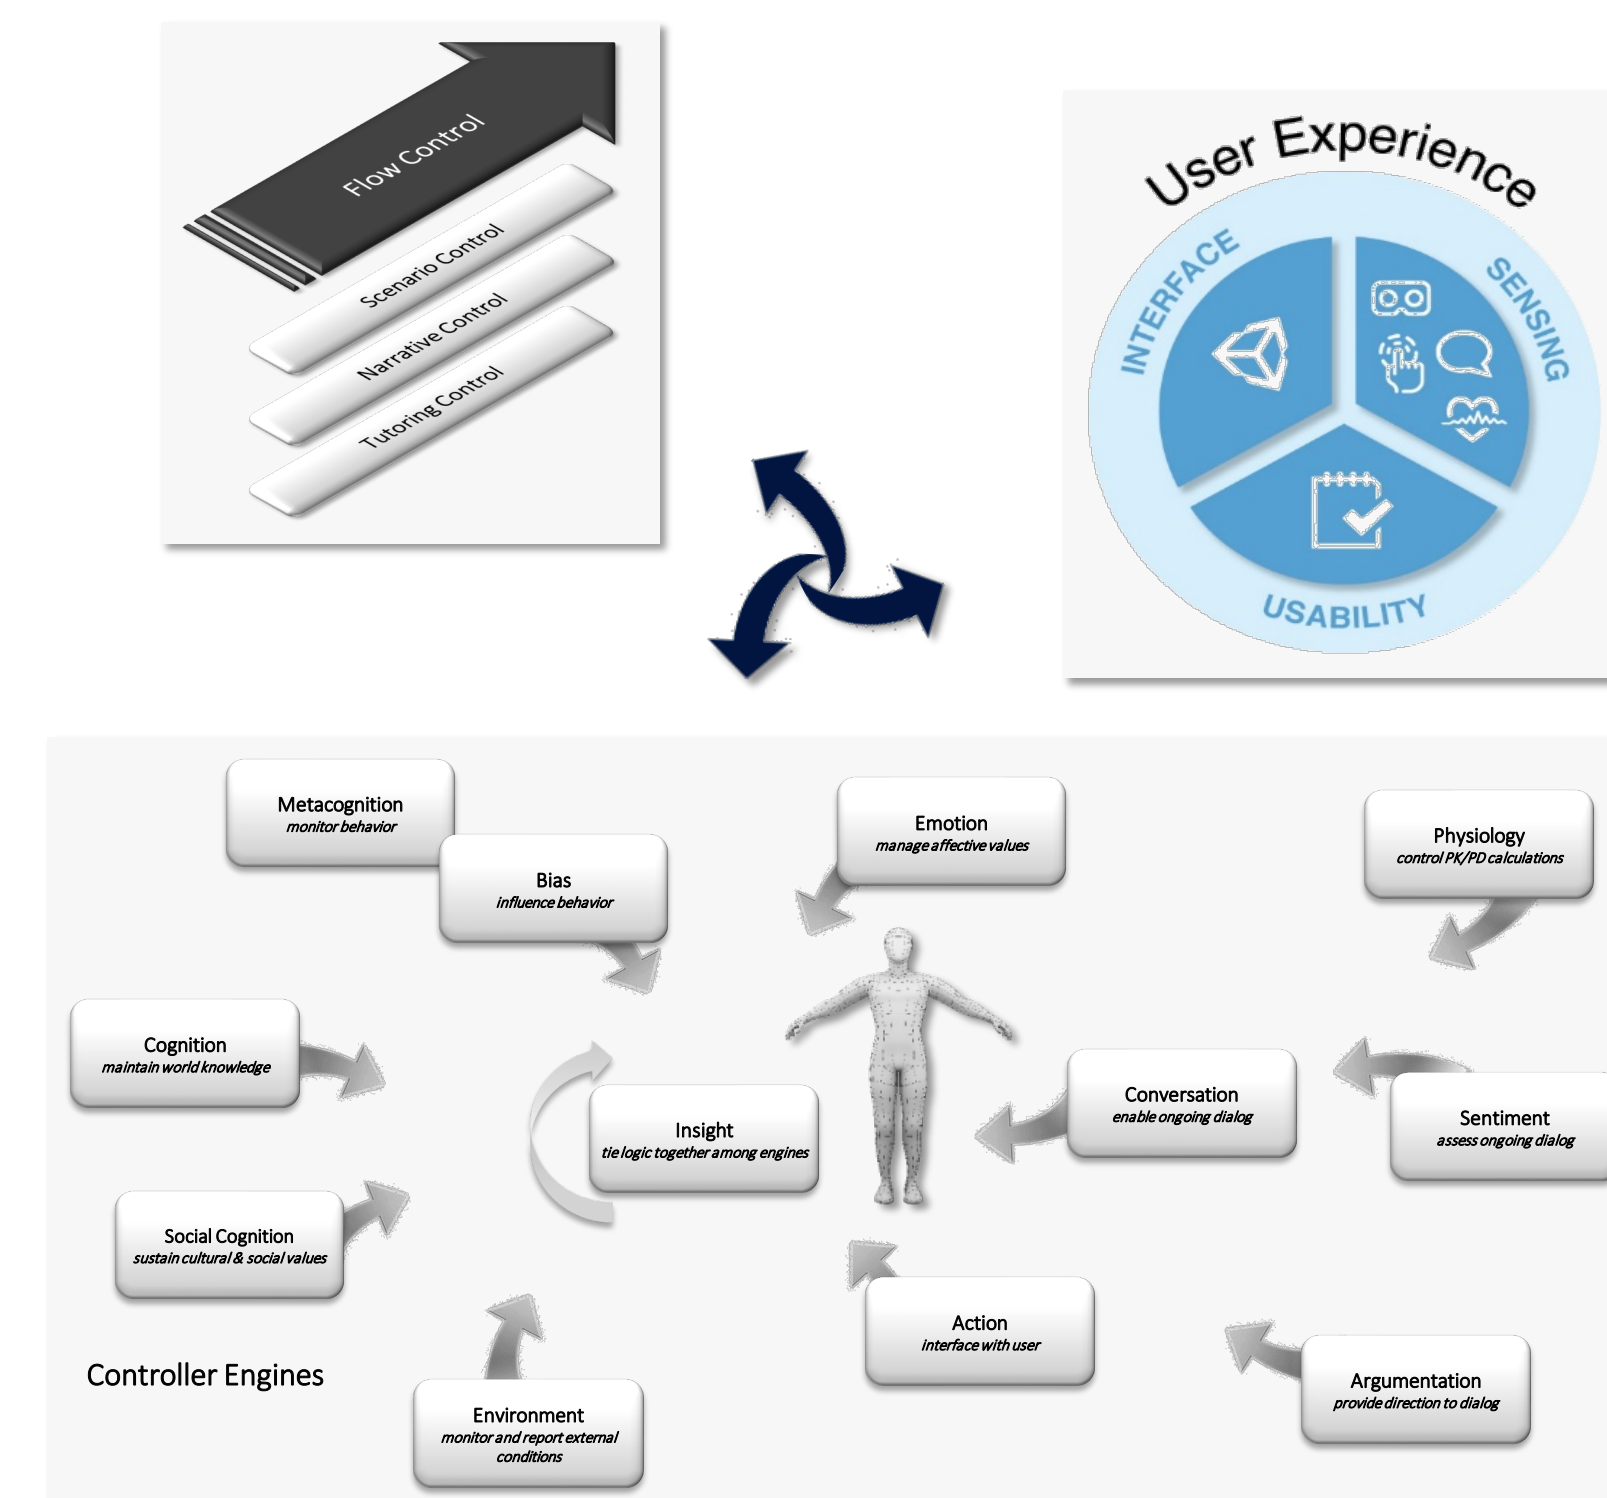 Flow Control
Scenario Control
Narrative Control
Tutoring Control
User Experience
INTERFACE
SENSING
USABILITY
Metacognition
monitor behavior
Bias
influence behavior
Emotion
manage affective values
Physiology
control PK/PD calculations
Cognition
maintain world knowledge
Insight
tie logic together among engines
Conversation
enable ongoing dialog
Sentiment
assess ongoing dialog
Social Cognition
sustain cultural & social values
Action
interface with user
Controller Engines
Environment
monitor and report external
conditions
Argumentation
provide direction to dialog